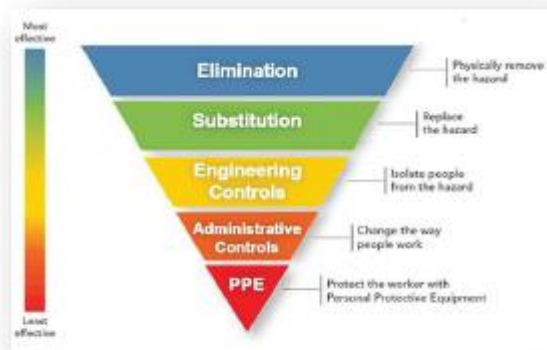 Most
effective
Elimination
Physically remove
the hazard
Substitution
Replace
the hazard
Engineering
Controls
Isolate people
from the hazard
Administrative
Controls
Change the way
people work
PPE
Protect the worker with
Personal Protective Equipment
Least
effective